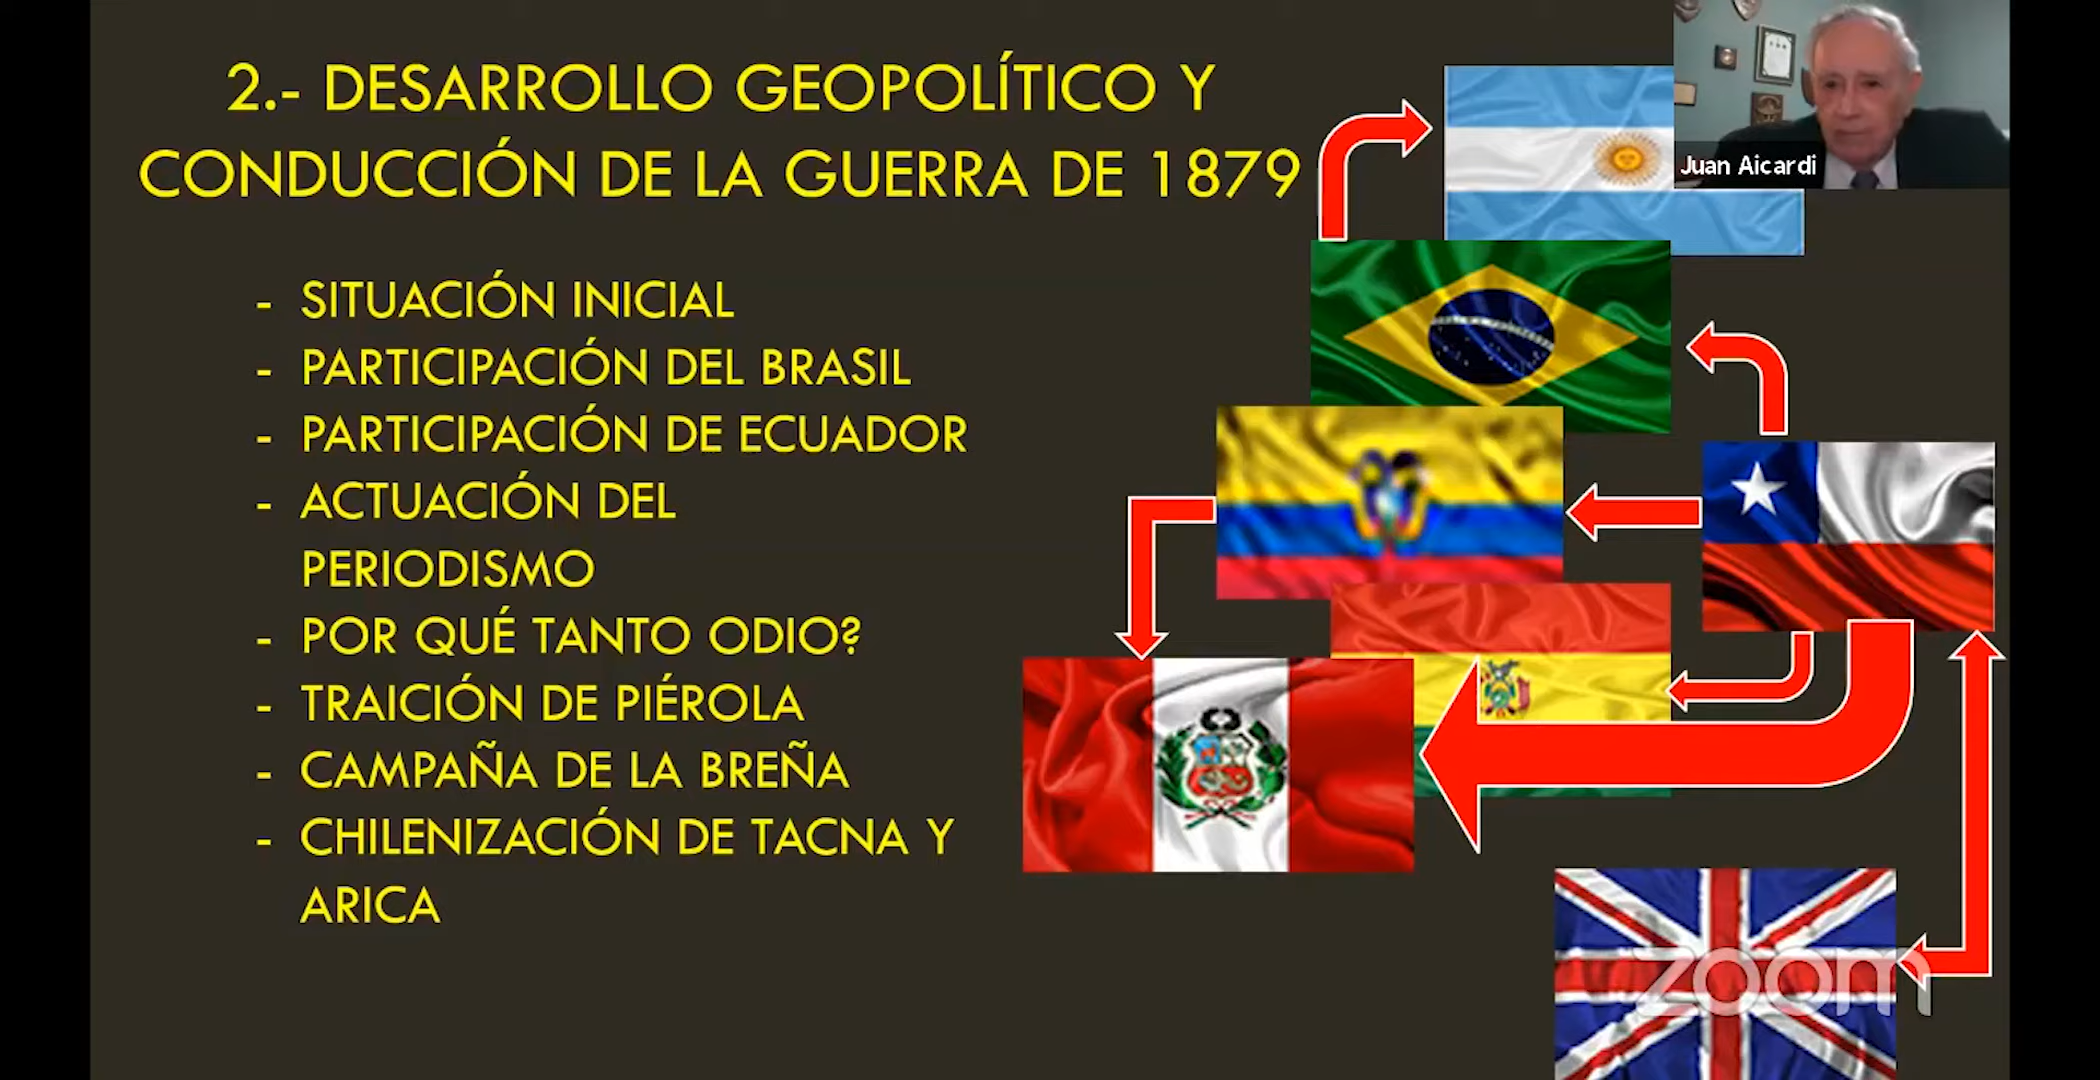 2.- DESARROLLO GEOPOLÍTICO Y
CONDUCCIÓN DE LA GUERRA DE 1879
- SITUACIÓN INICIAL
- PARTICIPACIÓN DEL BRASIL
- PARTICIPACIÓN DE ECUADOR
- ACTUACIÓN DEL
PERIODISMO
- POR QUÉ TANTO ODIO?
- TRAICIÓN DE PIÉROLA
- CAMPAÑA DE LA BREÑA
- CHILENIZACIÓN DE TACNA Y
ARICA
Juan Aicardi
zoom